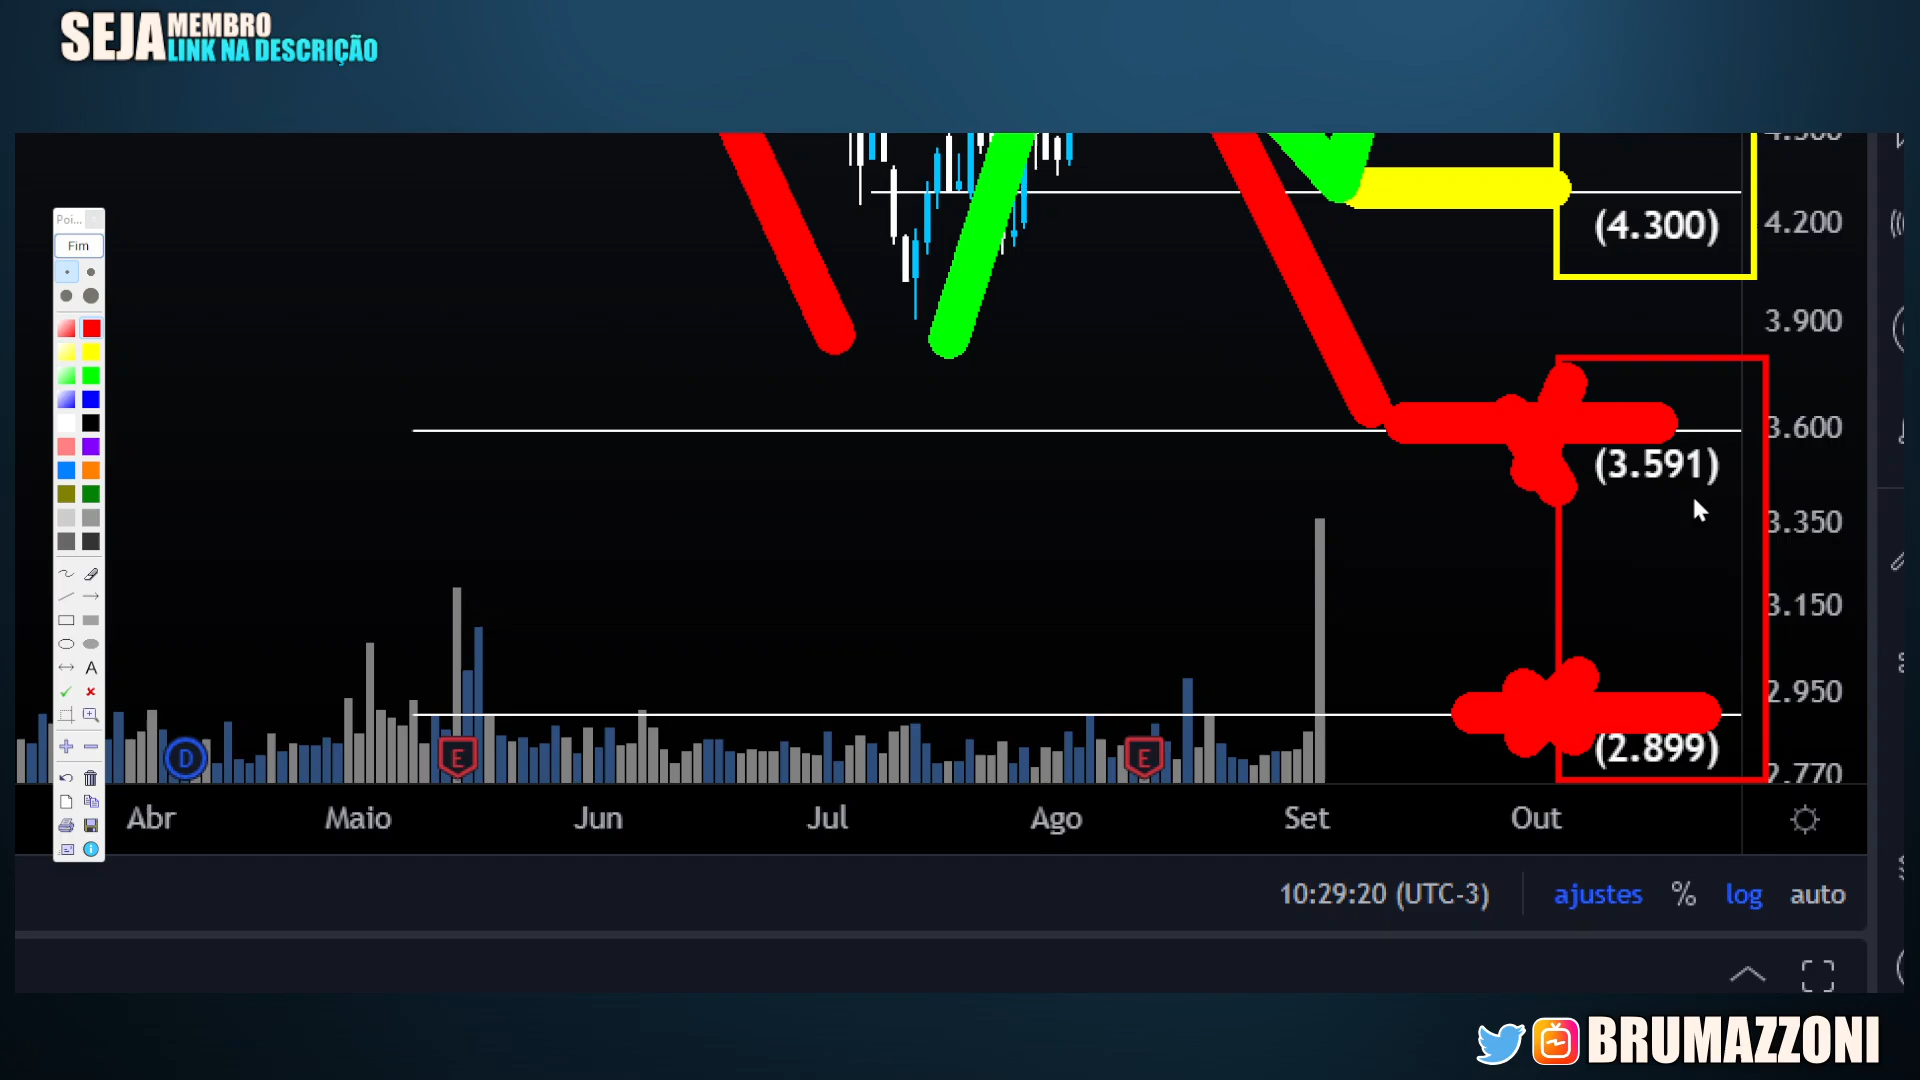 SEJA MEMBRO
LINK NA DESCRIÇÃO
Poi...
Fim
A
(4.300)
4.200
3.900
3.600
(3.591)
3.350
3.150
2.950
(2.899)
2.770
D
E
E
Abr Maio Jun Jul Ago Set Out
10:29:20 (UTC-3) ajustes % log auto
BRUMAZZONI